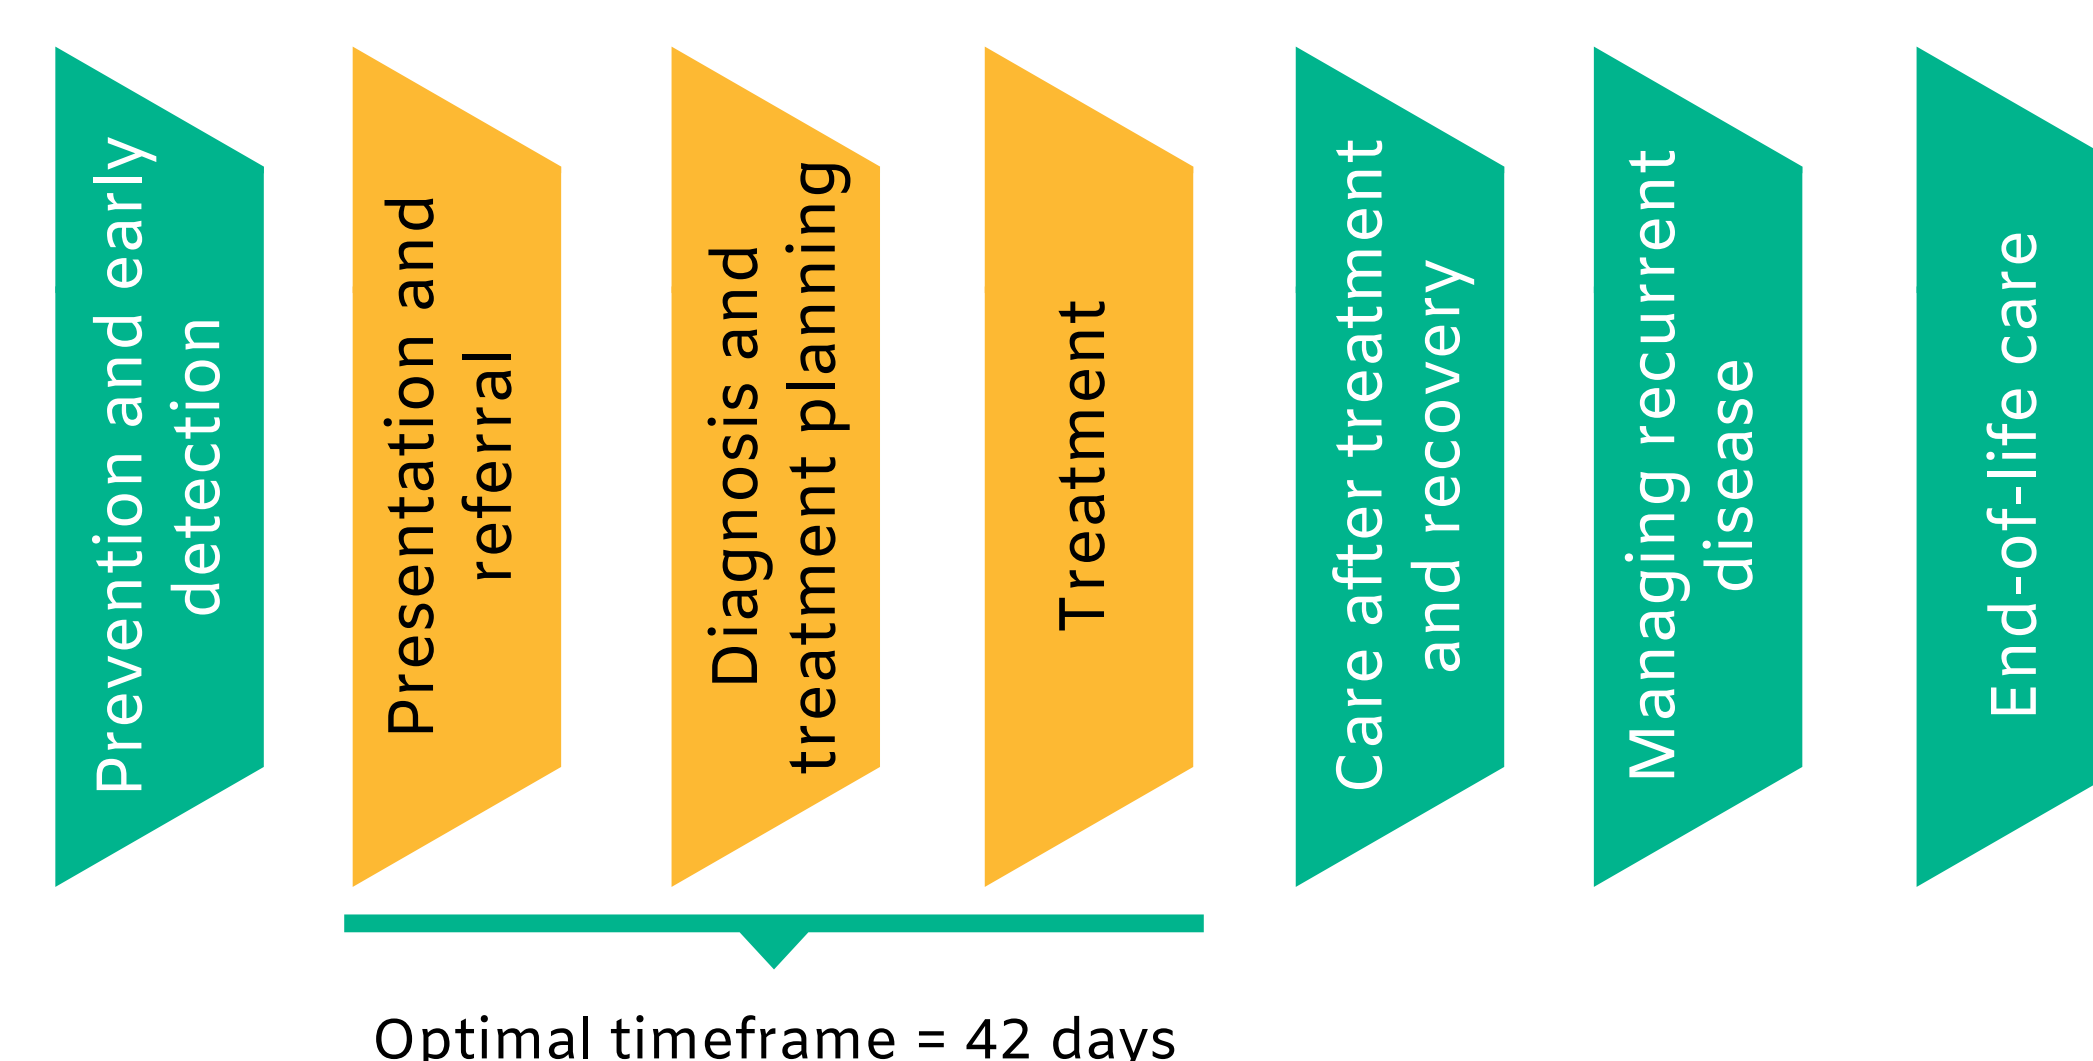 Prevention and early
detection
Presentation and
referral
Diagnosis and
treatment planning
Treatment
Care after treatment
and recovery
Managing recurrent
disease
End-of-life care
Optimal timeframe = 42 days